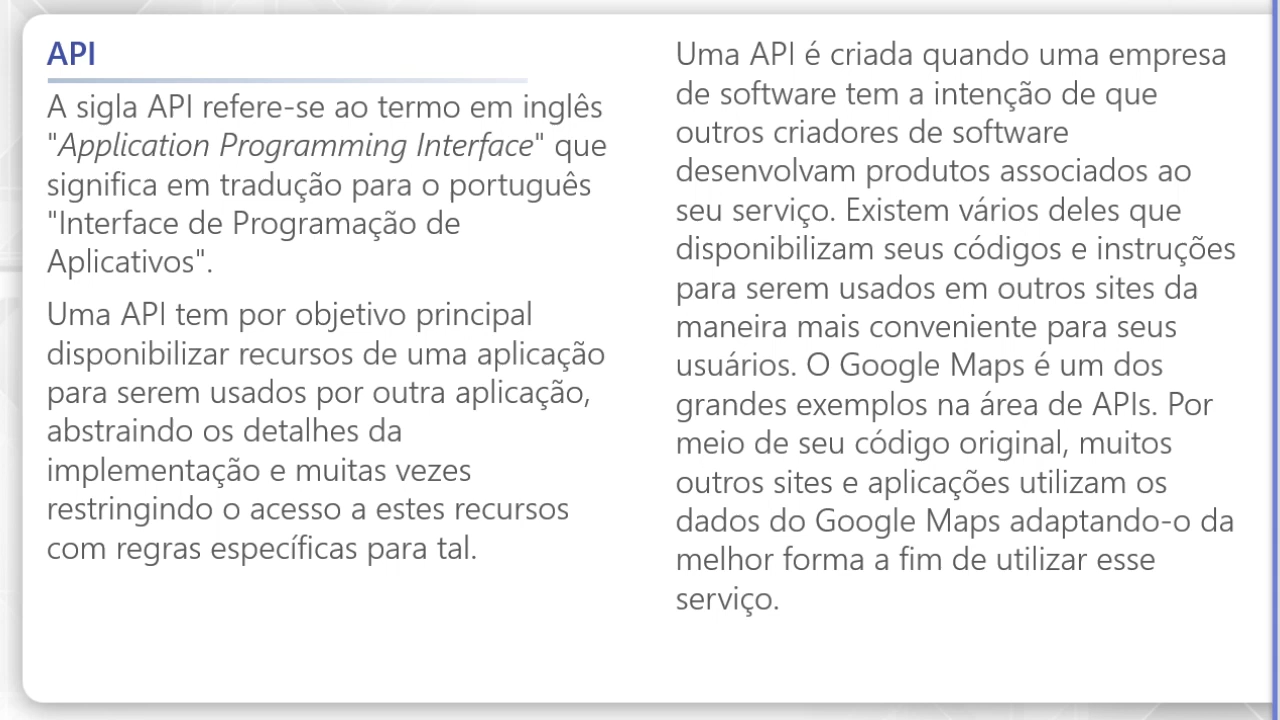 API
A sigla API refere-se ao termo em inglês
"Application Programming Interface" que
significa em tradução para o português
"Interface de Programação de
Aplicativos".
Uma API tem por objetivo principal
disponibilizar recursos de uma aplicação
para serem usados por outra aplicação,
abstraindo os detalhes da
implementação e muitas vezes
restringindo o acesso a estes recursos
com regras específicas para tal.
Uma API é criada quando uma empresa
de software tem a intenção de que
outros criadores de software
desenvolvam produtos associados ao
seu serviço. Existem vários deles que
disponibilizam seus códigos e instruções
para serem usados em outros sites da
maneira mais conveniente para seus
usuários. O Google Maps é um dos
grandes exemplos na área de APIs. Por
meio de seu código original, muitos
outros sites e aplicações utilizam os
dados do Google Maps adaptando-o da
melhor forma a fim de utilizar esse
serviço.